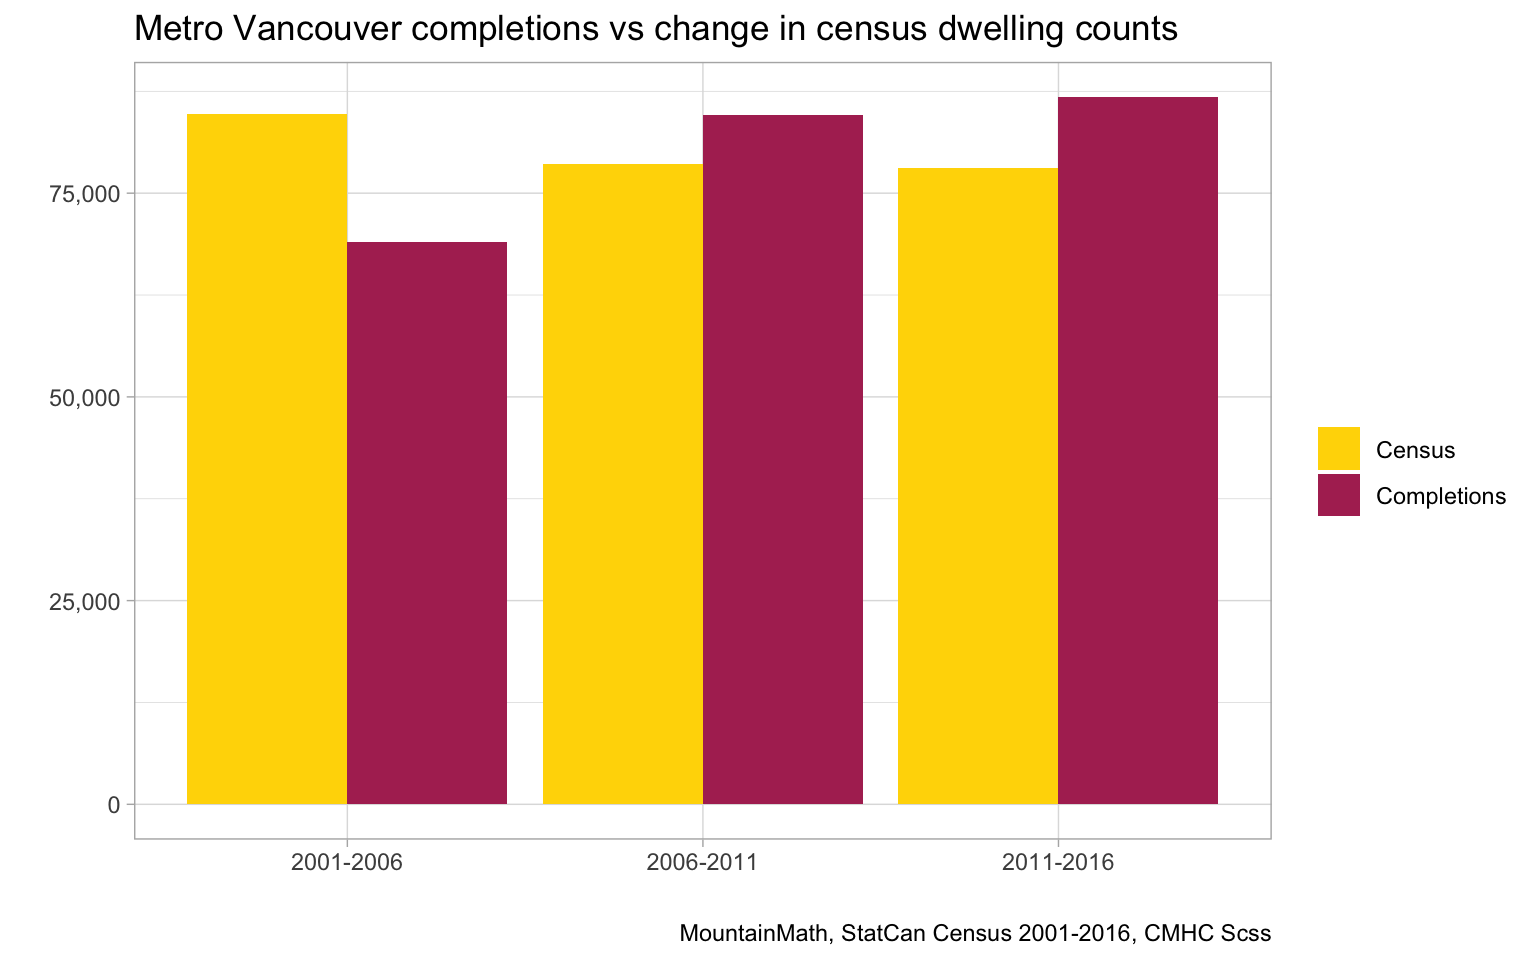 Metro Vancouver completions vs change in census dwelling counts
75,000
50,000
25,000
0
2001-2006
2006-2011
2011-2016
Census
Completions
MountainMath, StatCan Census 2001-2016, CMHC Scss